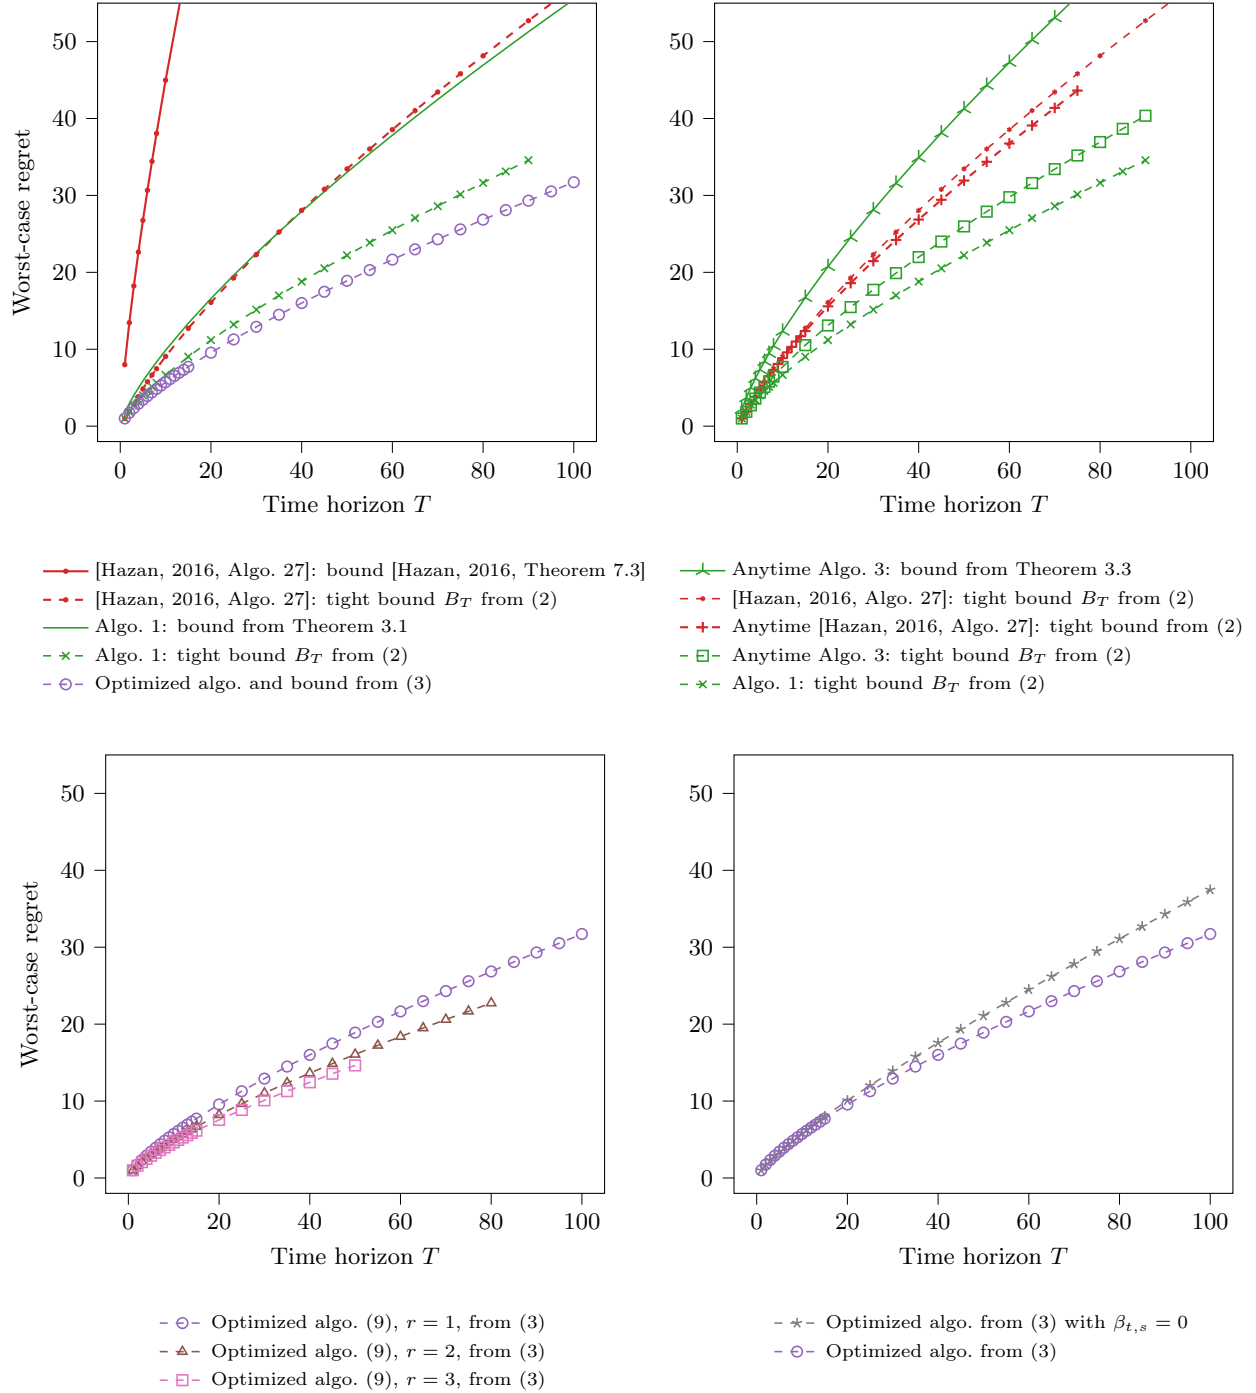 50
40
30
20
10
0
Worst-case regret
0 20 40 60 80 100
Time horizon T
50
40
30
20
10
0
0 20 40 60 80 100
Time horizon T
[Hazan, 2016, Algo. 27]: bound [Hazan, 2016, Theorem 7.3]
[Hazan, 2016, Algo. 27]: tight bound B_T from (2)
Algo. 1: bound from Theorem 3.1
Algo. 1: tight bound B_T from (2)
Optimized algo. and bound from (3)
Anytime Algo. 3: bound from Theorem 3.3
[Hazan, 2016, Algo. 27]: tight bound B_T from (2)
Anytime [Hazan, 2016, Algo. 27]: tight bound from (2)
Anytime Algo. 3: tight bound B_T from (2)
Algo. 1: tight bound B_T from (2)
50
40
30
20
10
0
Worst-case regret
0 20 40 60 80 100
Time horizon T
50
40
30
20
10
0
0 20 40 60 80 100
Time horizon T
Optimized algo. (9), r = 1, from (3)
Optimized algo. (9), r = 2, from (3)
Optimized algo. (9), r = 3, from (3)
Optimized algo. from (3) with β_{t,s} = 0
Optimized algo. from (3)